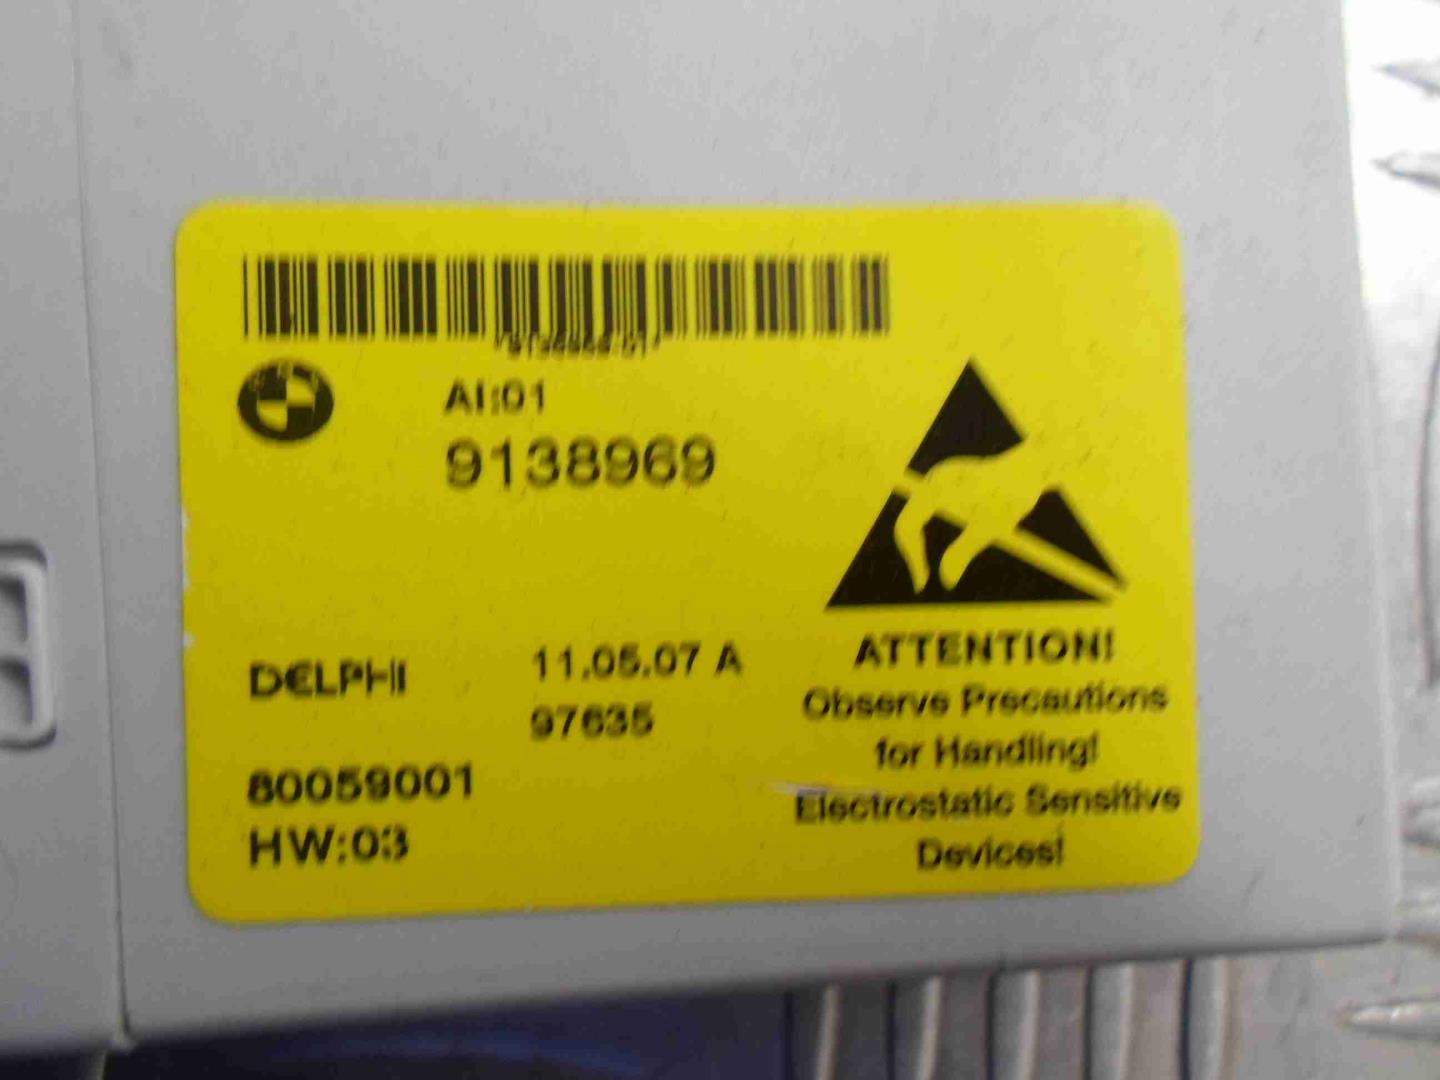 AI:01
9138969
DELPHI
11.05.07 A
97635
80059001
HW:03
ATTENTION!
Observe Precautions
for Handling!
Electrostatic Sensitive
Devices!